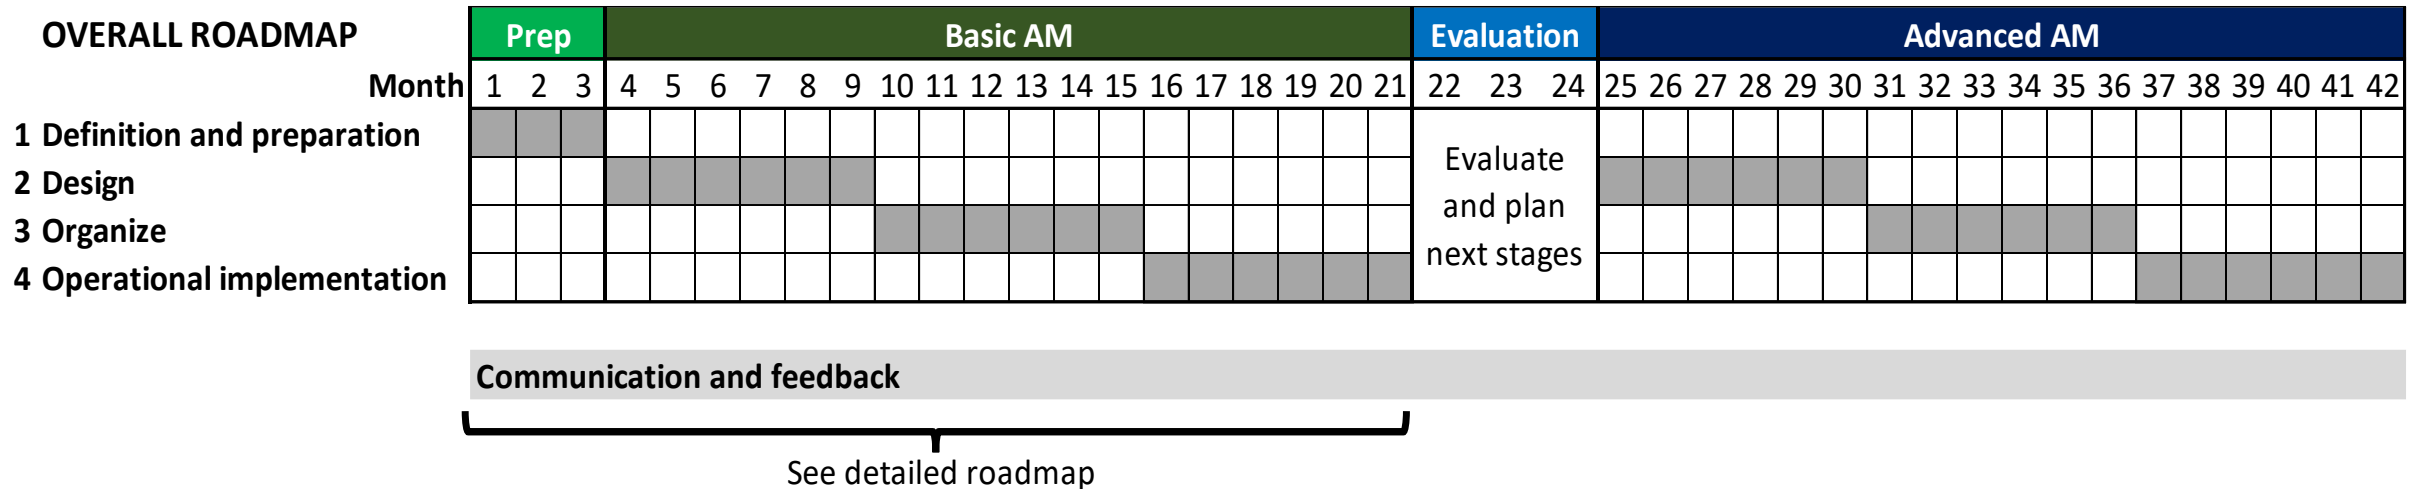 OVERALL ROADMAP Prep Basic AM Evaluation Advanced AM
Month 1 2 3 4 5 6 7 8 9 10 11 12 13 14 15 16 17 18 19 20 21 22 23 24 25 26 27 28 29 30 31 32 33 34 35 36 37 38 39 40 41 42
1 Definition and preparation
2 Design
3 Organize
4 Operational implementation
Evaluate
and plan
next stages
Communication and feedback
See detailed roadmap